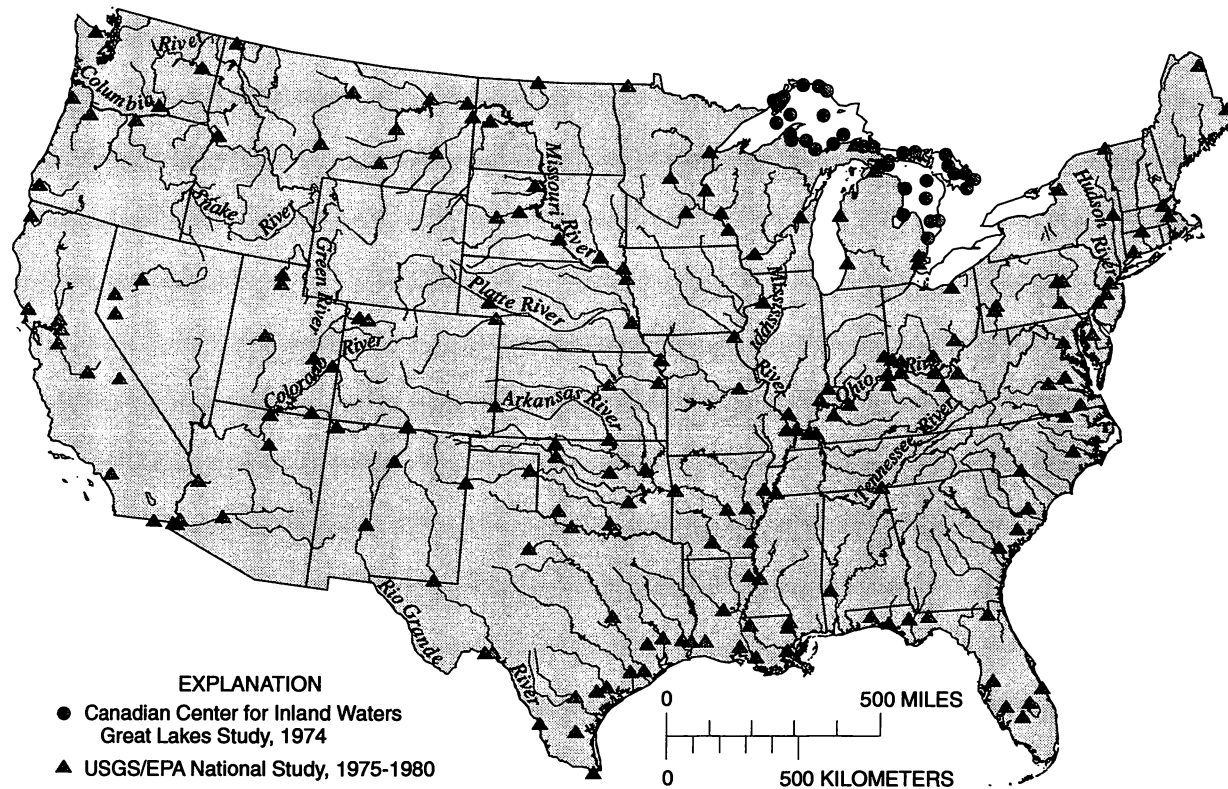 River
Columbia
Snake
River
Green River
Colorado River
Missouri
River
Platte River
Arkansas River
Mississippi
River
Ohio River
Tennessee River
Hudson River
Rio Grande
River
EXPLANATION
Canadian Center for Inland Waters
Great Lakes Study, 1974
USGS/EPA National Study, 1975-1980
0 500 MILES
0 500 KILOMETERS